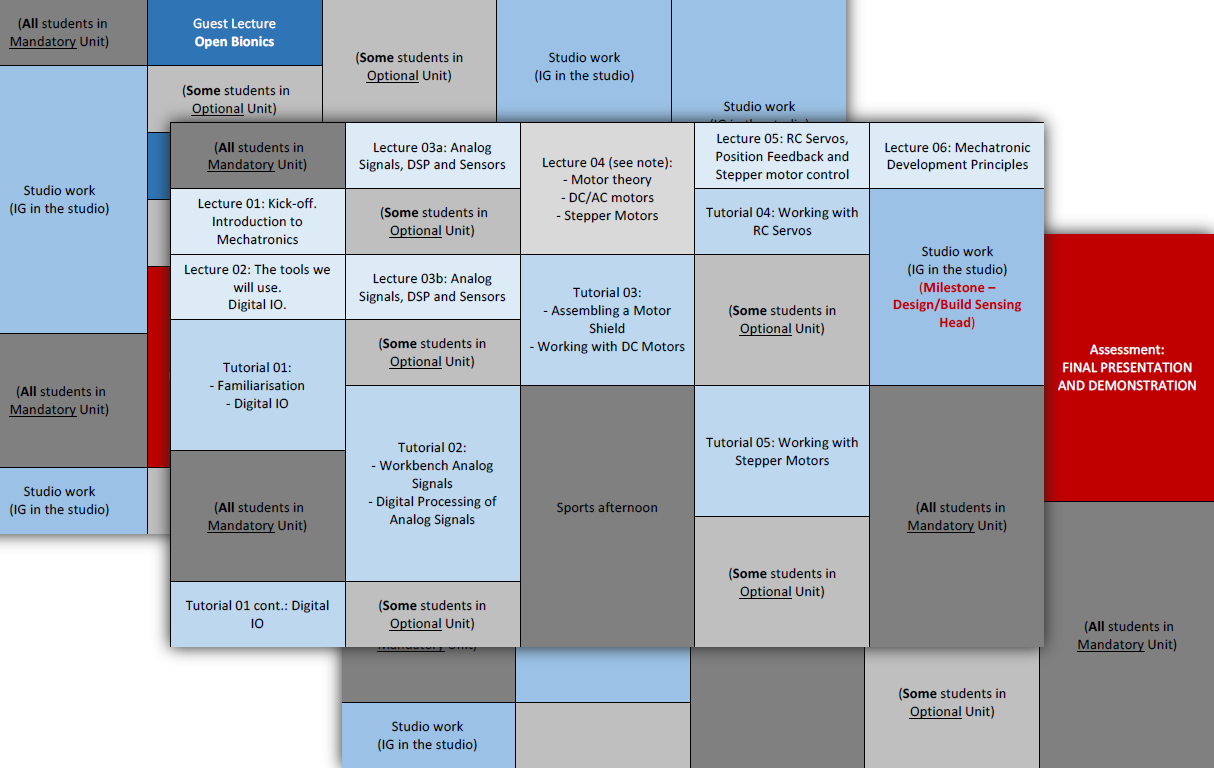 (All students in
Mandatory Unit)
Studio work
(IG in the studio)
(All students in
Mandatory Unit)
Studio work
(IG in the studio)
Guest Lecture
Open Bionics
(Some students in
Optional Unit)
(Some students in
Optional Unit)
Studio work
(IG in the studio)
Studio work
(IG in the studio)
(All students in
Mandatory Unit)
Lecture 01: Kick-off.
Introduction to
Mechatronics
Lecture 02: The tools we
will use.
Digital IO.
Tutorial 01:
- Familiarisation
- Digital IO
(All students in
Mandatory Unit)
Tutorial 01 cont.: Digital
IO
Lecture 03a: Analog
Signals, DSP and Sensors
(Some students in
Optional Unit)
Lecture 03b: Analog
Signals, DSP and Sensors
(Some students in
Optional Unit)
Tutorial 02:
- Workbench Analog
Signals
- Digital Processing of
Analog Signals
(Some students in
Optional Unit)
Lecture 04 (see note):
- Motor theory
- DC/AC motors
- Stepper Motors
Tutorial 03:
- Assembling a Motor
Shield
- Working with DC Motors
Sports afternoon
Lecture 05: RC Servos,
Position Feedback and
Stepper motor control
Tutorial 04: Working with
RC Servos
(Some students in
Optional Unit)
Tutorial 05: Working with
Stepper Motors
(Some students in
Optional Unit)
Lecture 06: Mechatronic
Development Principles
Studio work
(IG in the studio)
(Milestone –
Design/Build Sensing
Head)
(All students in
Mandatory Unit)
Mandatory Unit)
Studio work
(IG in the studio)
(Some students in
Optional Unit)
Assessment:
FINAL PRESENTATION
AND DEMONSTRATION
(All students in
Mandatory Unit)